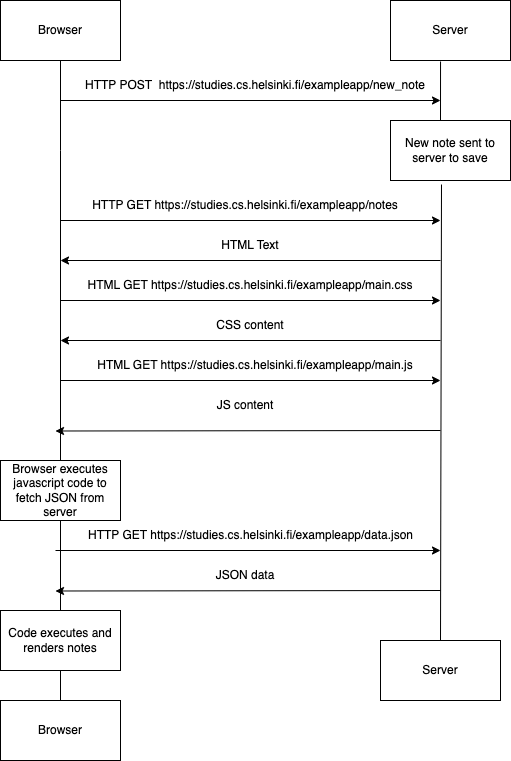 Browser
Server
HTTP POST  https://studies.cs.helsinki.fi/exampleapp/new_note
New note sent to
server to save
HTTP GET https://studies.cs.helsinki.fi/exampleapp/notes
HTML Text
HTML GET https://studies.cs.helsinki.fi/exampleapp/main.css
CSS content
HTML GET https://studies.cs.helsinki.fi/exampleapp/main.js
JS content
Browser executes
javascript code to
fetch JSON from
server
HTTP GET https://studies.cs.helsinki.fi/exampleapp/data.json
JSON data
Code executes and
renders notes
Server
Browser